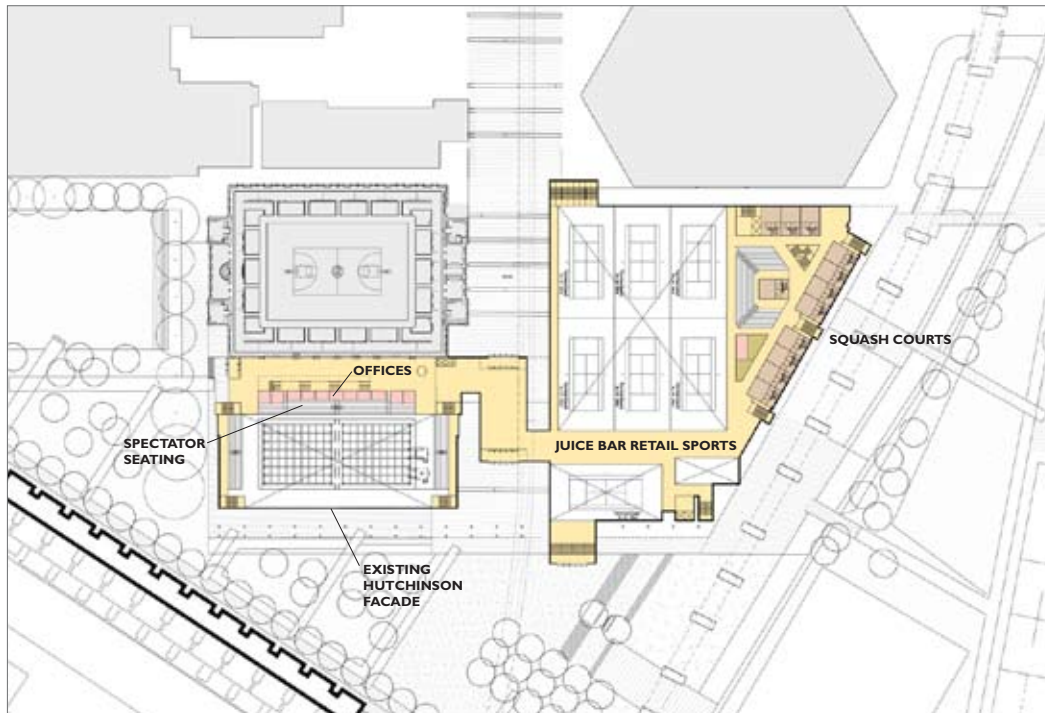 OFFICES
SQUASH COURTS
SPECTATOR
SEATING
JUICE BAR RETAIL SPORTS
EXISTING
HUTCHINSON
FACADE